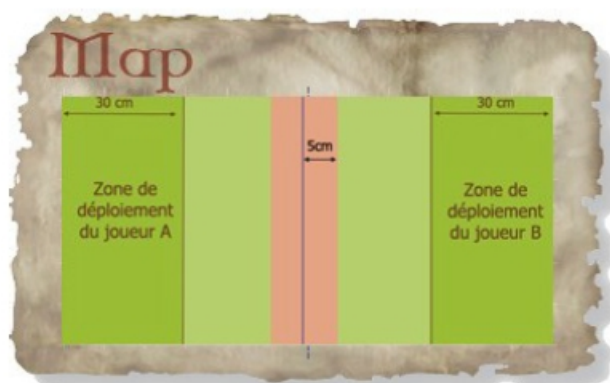 Map
30 cm
30 cm
5cm
Zone de
déploiement
du joueur A
Zone de
déploiement
du joueur B